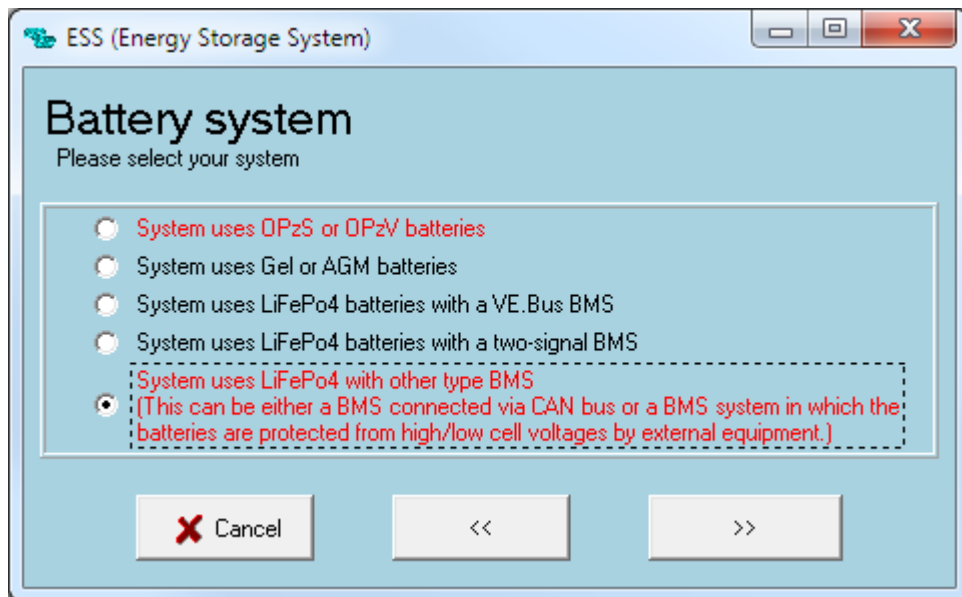 ESS (Energy Storage System)
Battery system
Please select your system
System uses OPzS or OPzV batteries
System uses Gel or AGM batteries
System uses LiFePo4 batteries with a VE.Bus BMS
System uses LiFePo4 batteries with a two-signal BMS
System uses LiFePo4 with other type BMS
(This can be either a BMS connected via CAN bus or a BMS system in which the
batteries are protected from high/low cell voltages by external equipment.)
Cancel
<<
>>